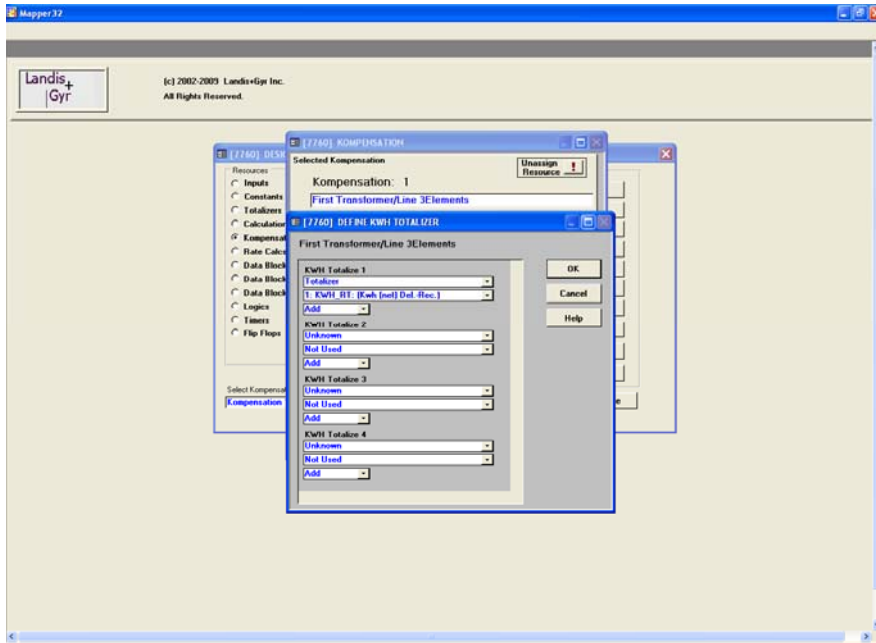 Mapper32
Landis+
Gyr
(c) 2002-2009 Landis+Gyr Inc.
All Rights Reserved.
[7760] DESK
Resources
Inputs
Constants
Totalizers
Calculation
Kompensat
Rate Calcs
Data Block
Data Block
Data Block
Logics
Timers
Flip Flops
Select Kompensat
Kompensation
e
[7760] KOMPENSATION
Selected Kompensation
Unassign
Resource !
Kompensation: 1
First Transformer/Line 3Elements
[7760] DEFINE KWH TOTALIZER
First Transformer/Line 3Elements
KWH Totalize 1
Totalizer
1: KWH_RT: (Kwh (net) Del.-Rec.)
Add
KWH Totalize 2
Unknown
Not Used
Add
KWH Totalize 3
Unknown
Not Used
Add
KWH Totalize 4
Unknown
Not Used
Add
OK
Cancel
Help